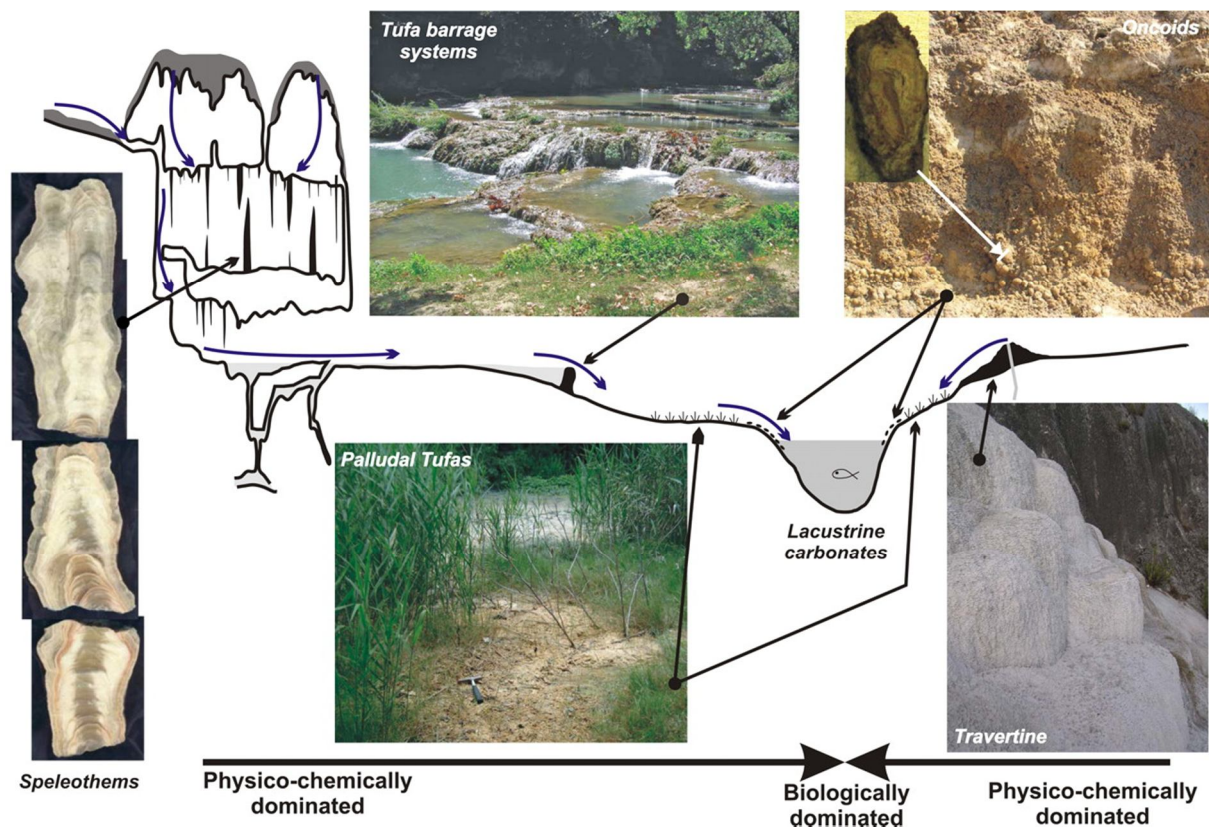 Tufa barrage
systems
Oncoids
Palludal Tufas
Lacustrine
carbonates
Travertine
Speleothems
Physico-chemically
dominated
Biologically
dominated
Physico-chemically
dominated